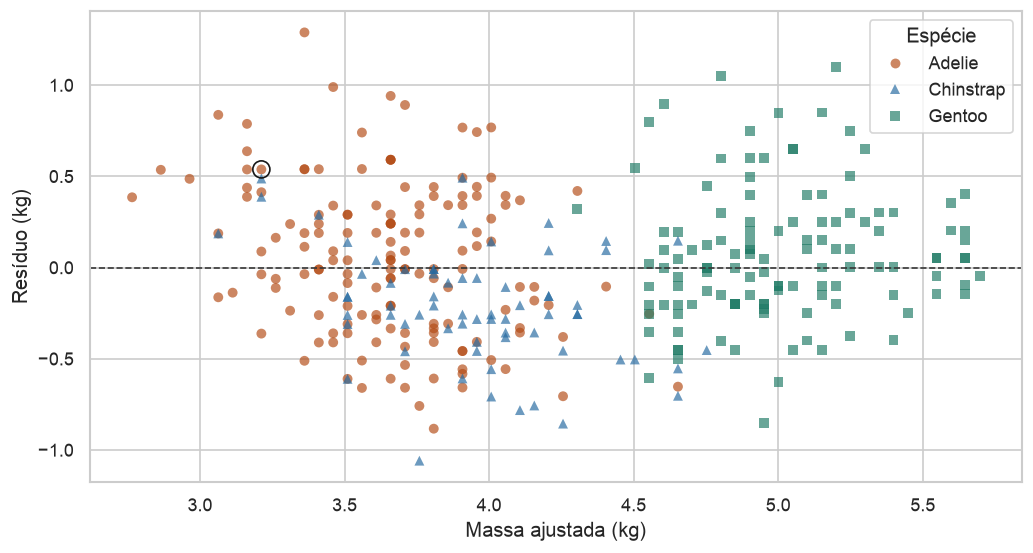 Espécie
Adelie
Chinstrap
Gentoo
Resíduo (kg)
1.0
0.5
0.0
−0.5
−1.0
3.0 3.5 4.0 4.5 5.0 5.5
Massa ajustada (kg)